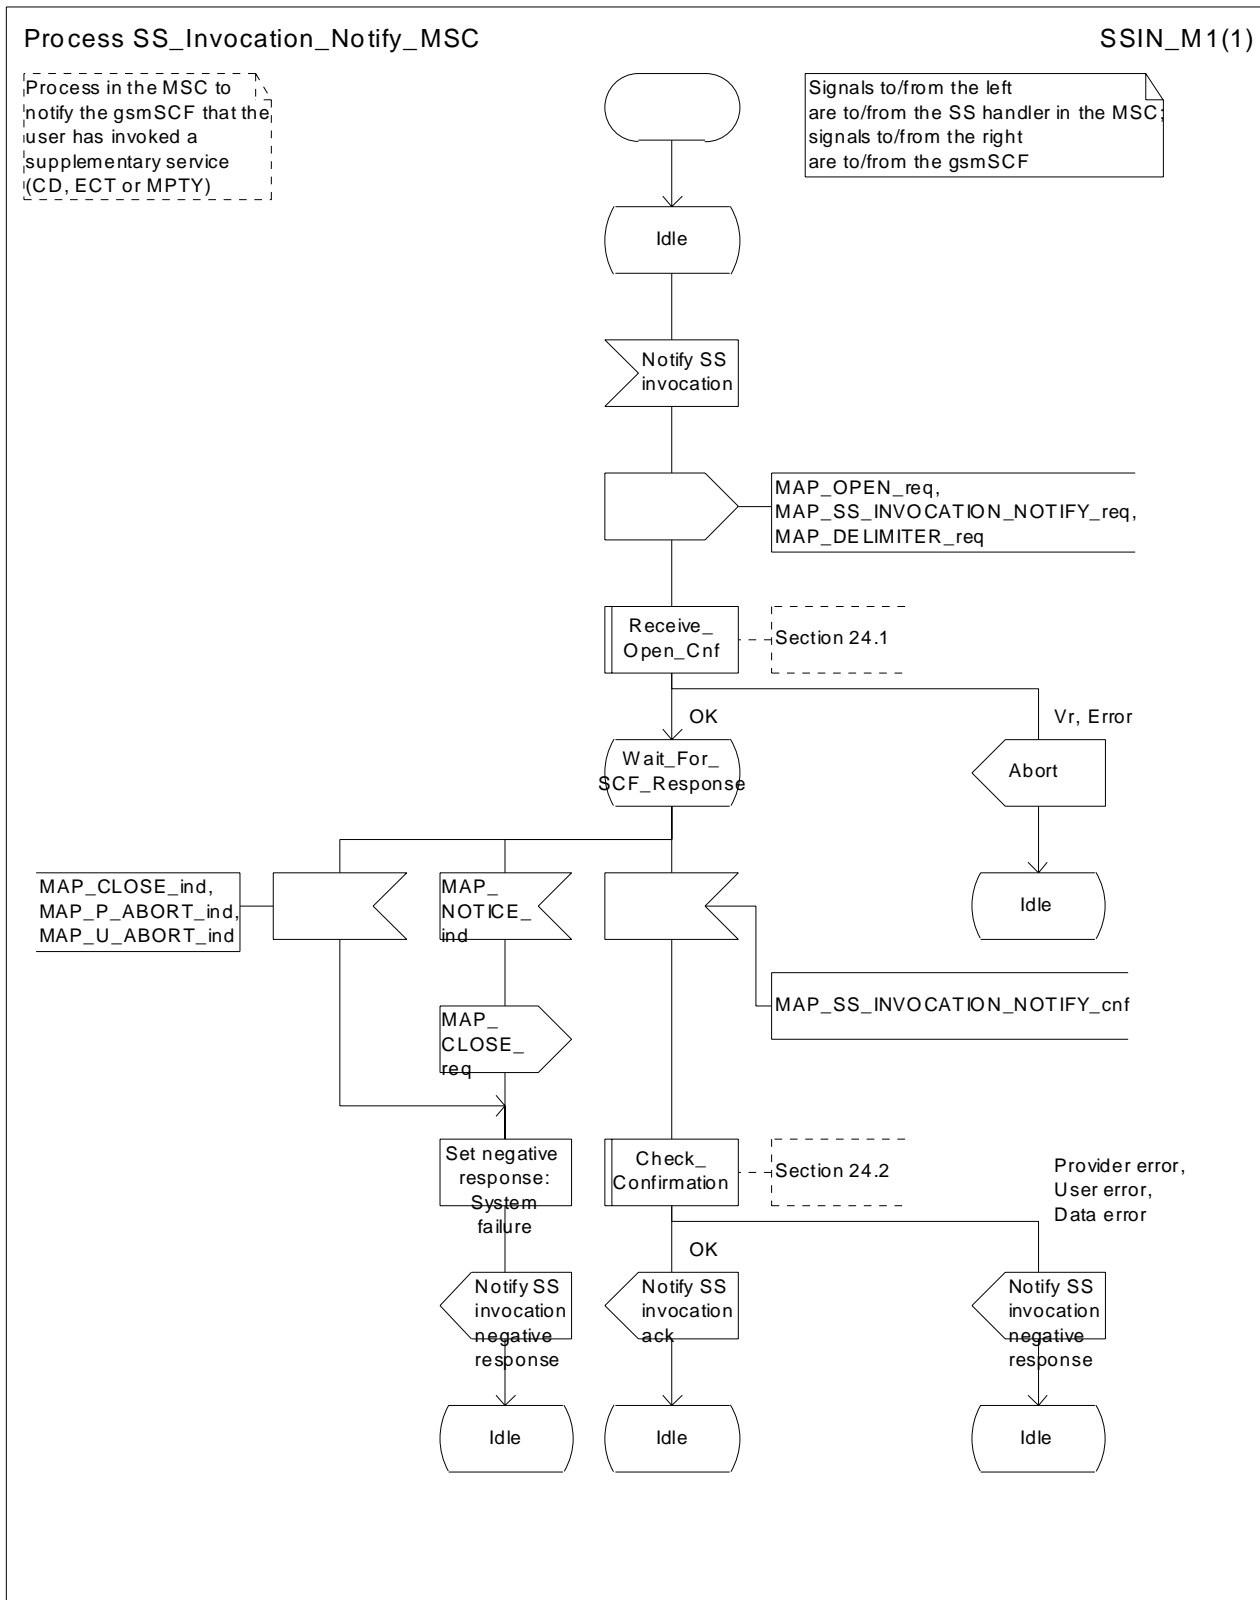 Process SS_Invocation_Notify_MSC
SSIN_M1(1)
Process in the MSC to
notify the gsmSCF that the
user has invoked a
supplementary service
(CD, ECT or MPTY)
Signals to/from the left
are to/from the SS handler in the MSC;
signals to/from the right
are to/from the gsmSCF
Idle
Notify SS
invocation
MAP_OPEN_req,
MAP_SS_INVOCATION_NOTIFY_req,
MAP_DELIMITER_req
Receive_
Open_Cnf
Section 24.1
OK
Vr, Error
Wait_For_
SCF_Response
Abort
MAP_CLOSE_ind,
MAP_P_ABORT_ind,
MAP_U_ABORT_ind
MAP_
NOTICE_
ind
Idle
MAP_SS_INVOCATION_NOTIFY_cnf
MAP_
CLOSE_
req
Set negative
response:
System
failure
Check_
Confirmation
Section 24.2
Provider error,
User error,
Data error
OK
Notify SS
invocation
negative
response
Notify SS
invocation
ack
Notify SS
invocation
negative
response
Idle
Idle
Idle